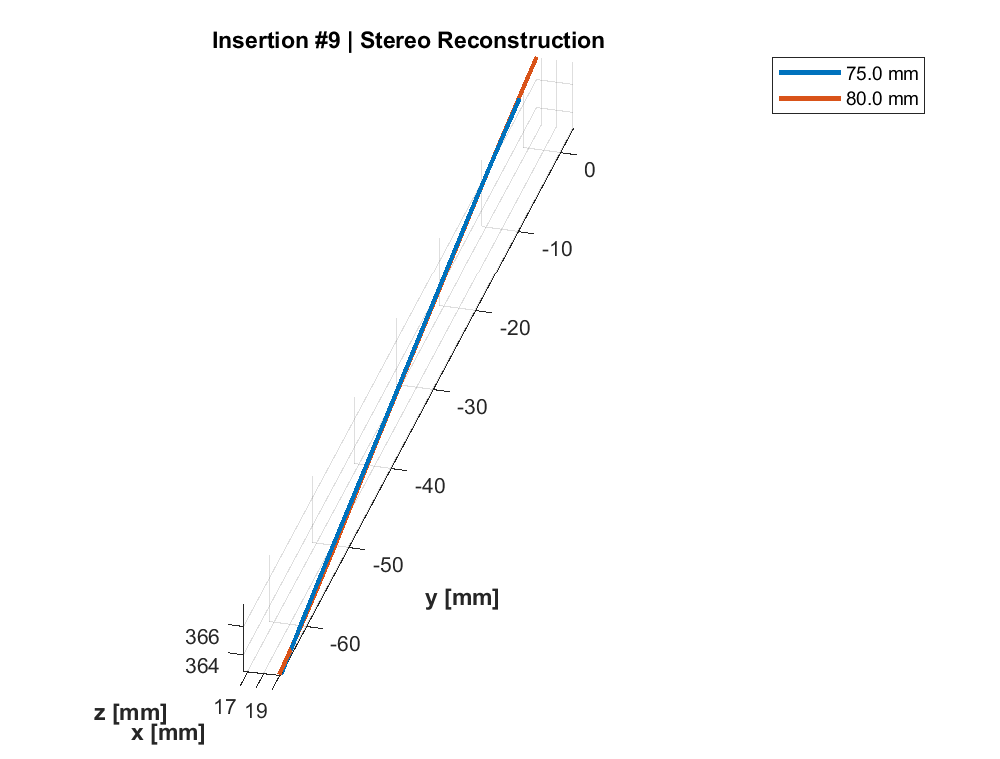 Insertion #9 | Stereo Reconstruction
75.0 mm
80.0 mm
0
-10
-20
-30
-40
-50
y [mm]
-60
366
364
17
19
z [mm]
x [mm]